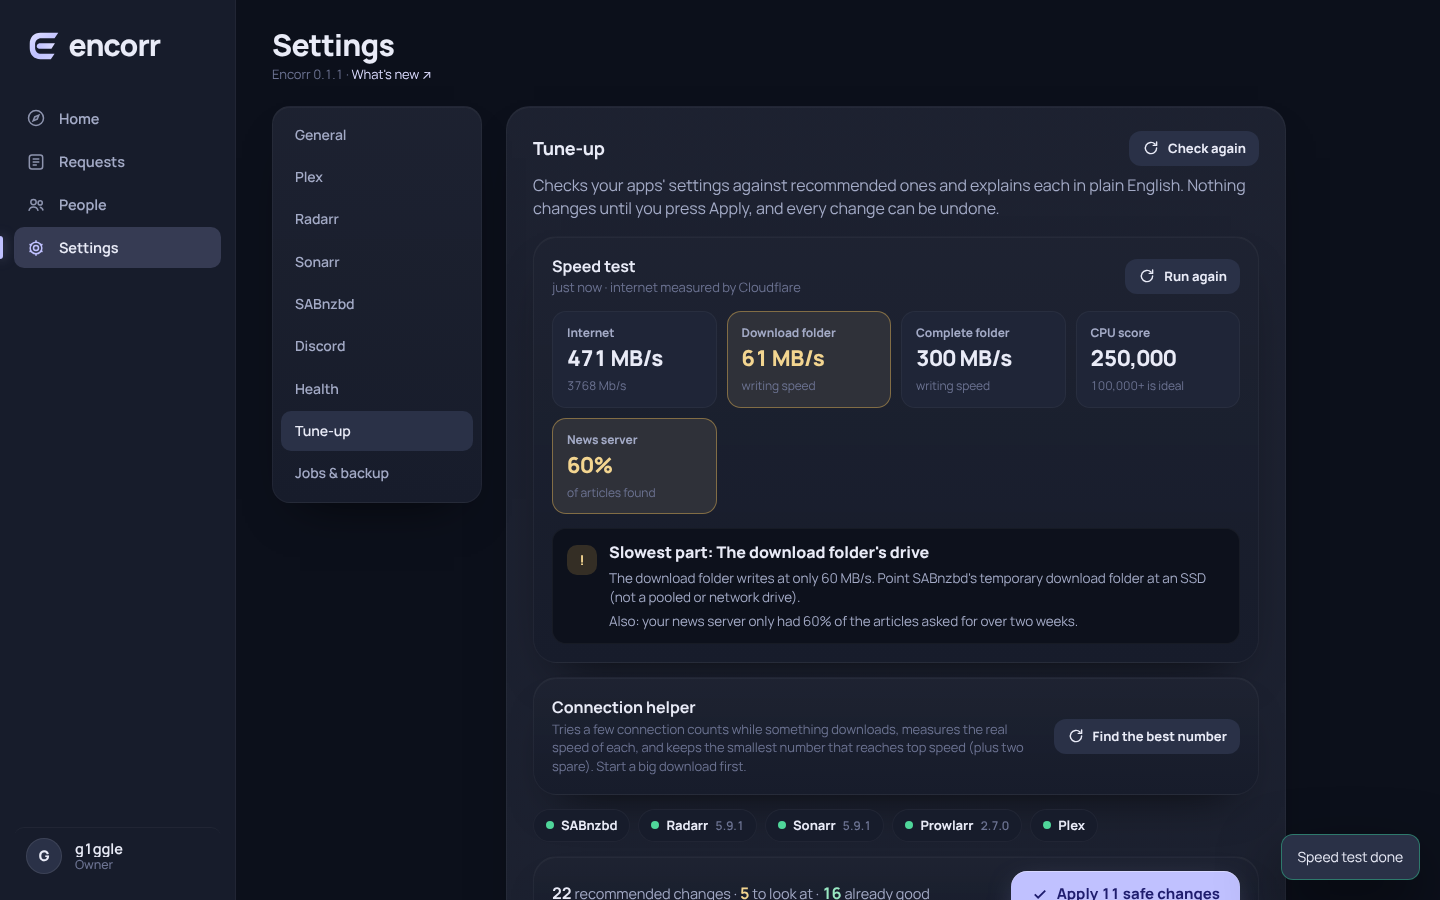 encorr
Home
Requests
People
Settings
G
g1ggle
Owner
Settings
Encorr 0.1.1 · What's new ↗
General
Plex
Radarr
Sonarr
SABnzbd
Discord
Health
Tune-up
Jobs & backup
Tune-up
Check again
Checks your apps' settings against recommended ones and explains each in plain English. Nothing
changes until you press Apply, and every change can be undone.
Speed test
just now · internet measured by Cloudflare
Run again
Internet
471 MB/s
3768 Mb/s
Download folder
61 MB/s
writing speed
Complete folder
300 MB/s
writing speed
CPU score
250,000
100,000+ is ideal
News server
60%
of articles found
!
Slowest part: The download folder's drive
The download folder writes at only 60 MB/s. Point SABnzbd's temporary download folder at an SSD
(not a pooled or network drive).
Also: your news server only had 60% of the articles asked for over two weeks.
Connection helper
Tries a few connection counts while something downloads, measures the real
speed of each, and keeps the smallest number that reaches top speed (plus two
spare). Start a big download first.
Find the best number
SABnzbd
Radarr 5.9.1
Sonarr 5.9.1
Prowlarr 2.7.0
Plex
22 recommended changes · 5 to look at · 16 already good
Apply 11 safe changes
Speed test done